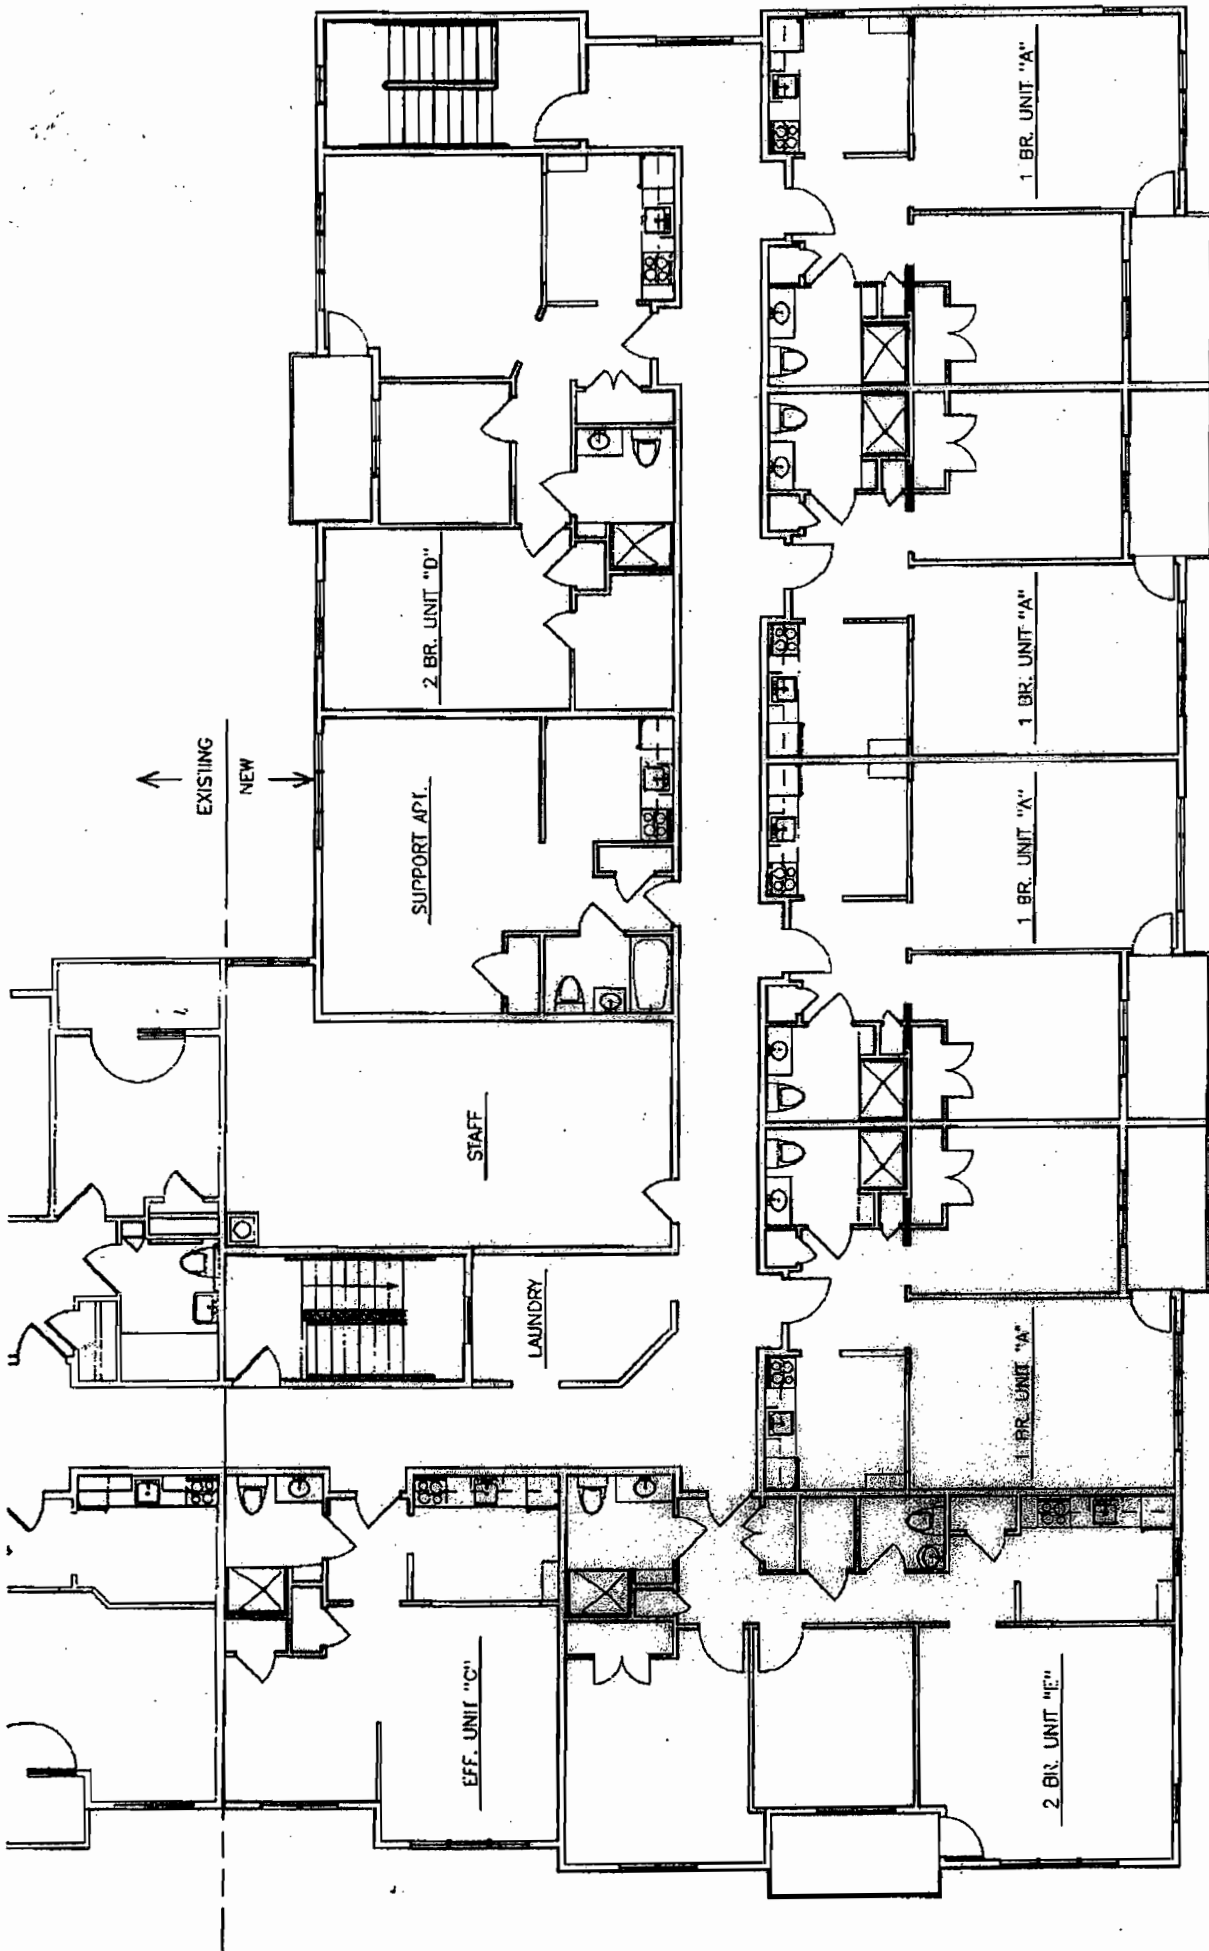 1 BR. UNIT "A"
2 BR. UNIT "D"
1 BR. UNIT "A"
EXISTING
NEW
SUPPORT APT.
1 BR. UNIT "A"
STAFF
LAUNDRY
1 BR. UNIT "A"
EFF. UNIT "C"
2 BR. UNIT "E"